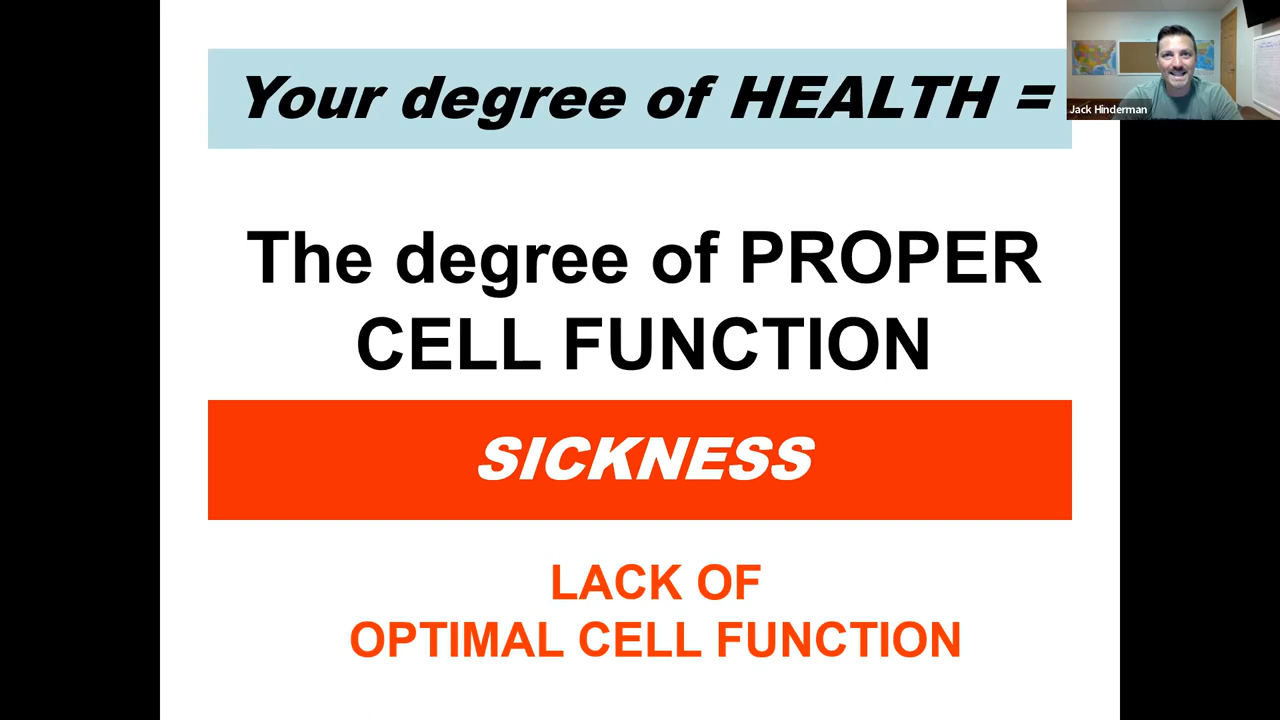 Your degree of HEALTH =
Jack Hinderman
The degree of PROPER
CELL FUNCTION
SICKNESS
LACK OF
OPTIMAL CELL FUNCTION